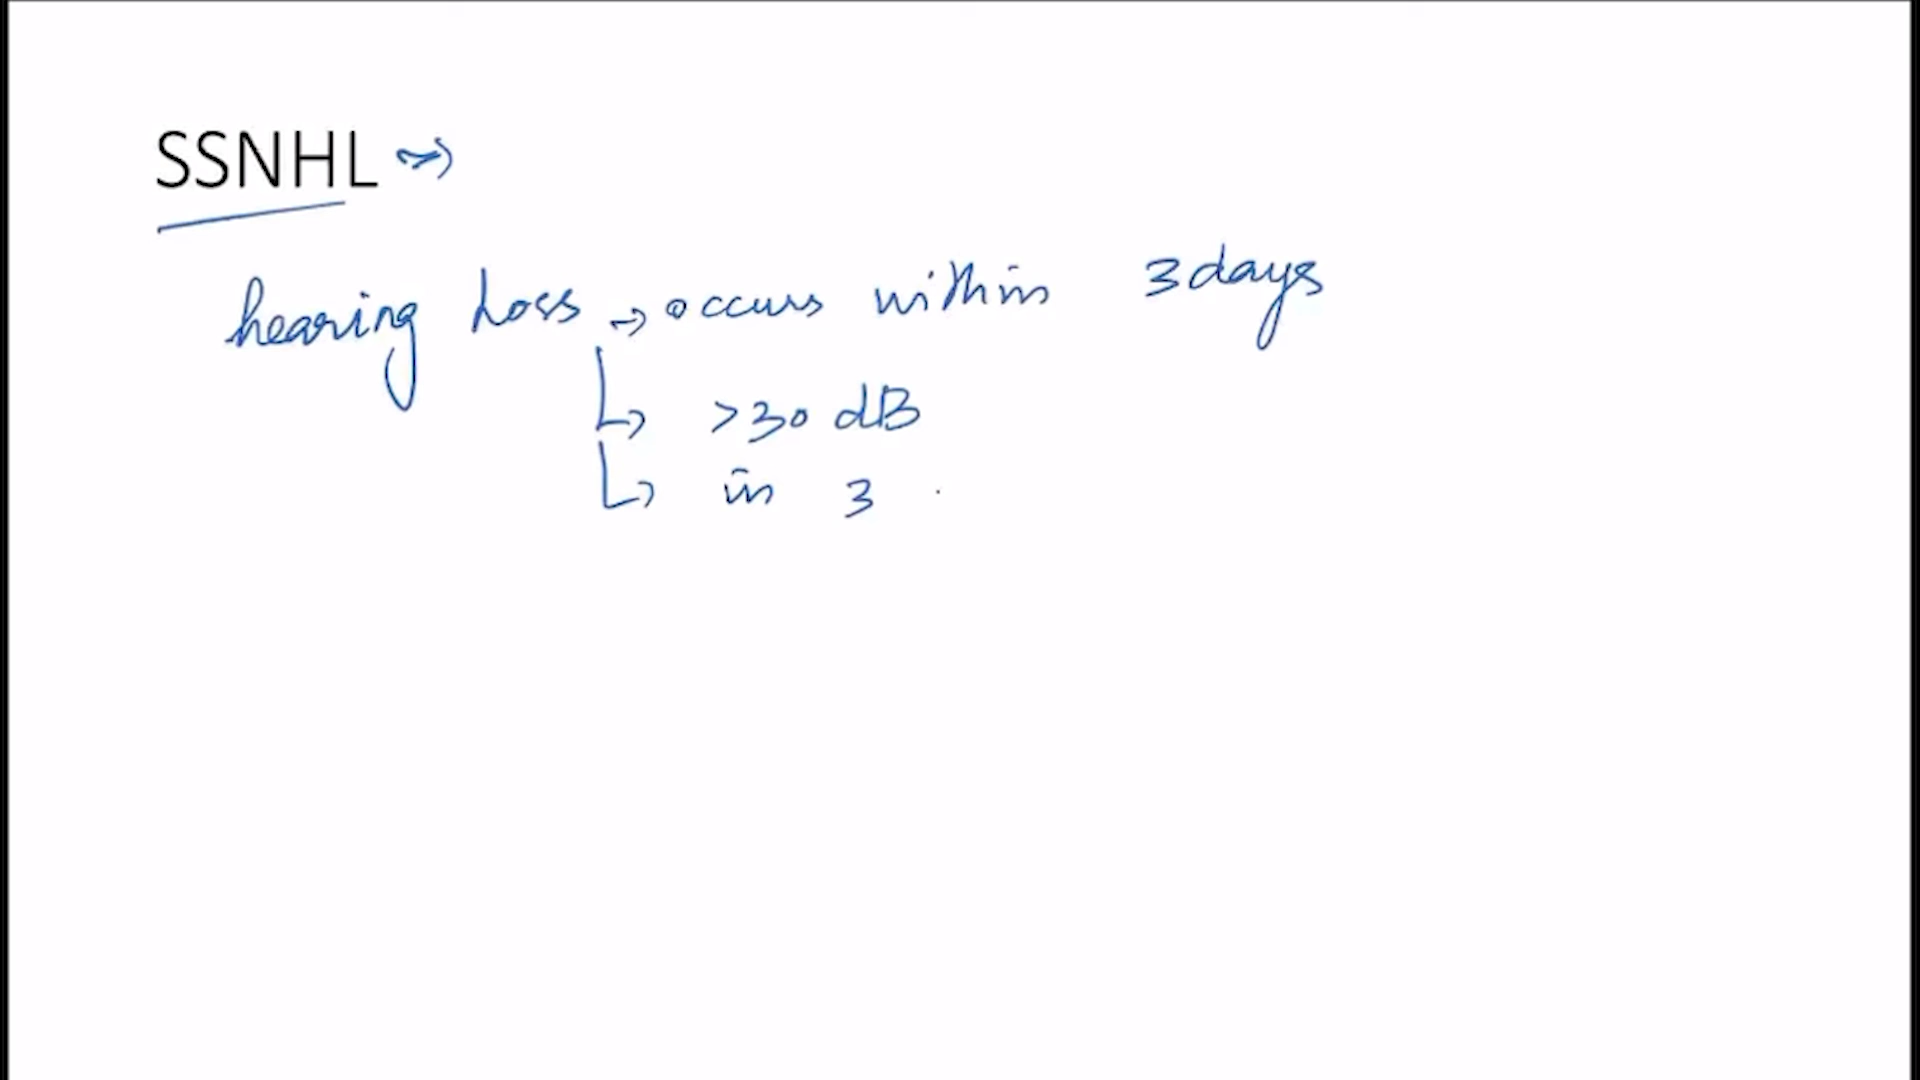 SSNHL →
hearing Loss → occurs within 3 days
↳ >30 dB
↳ in 3